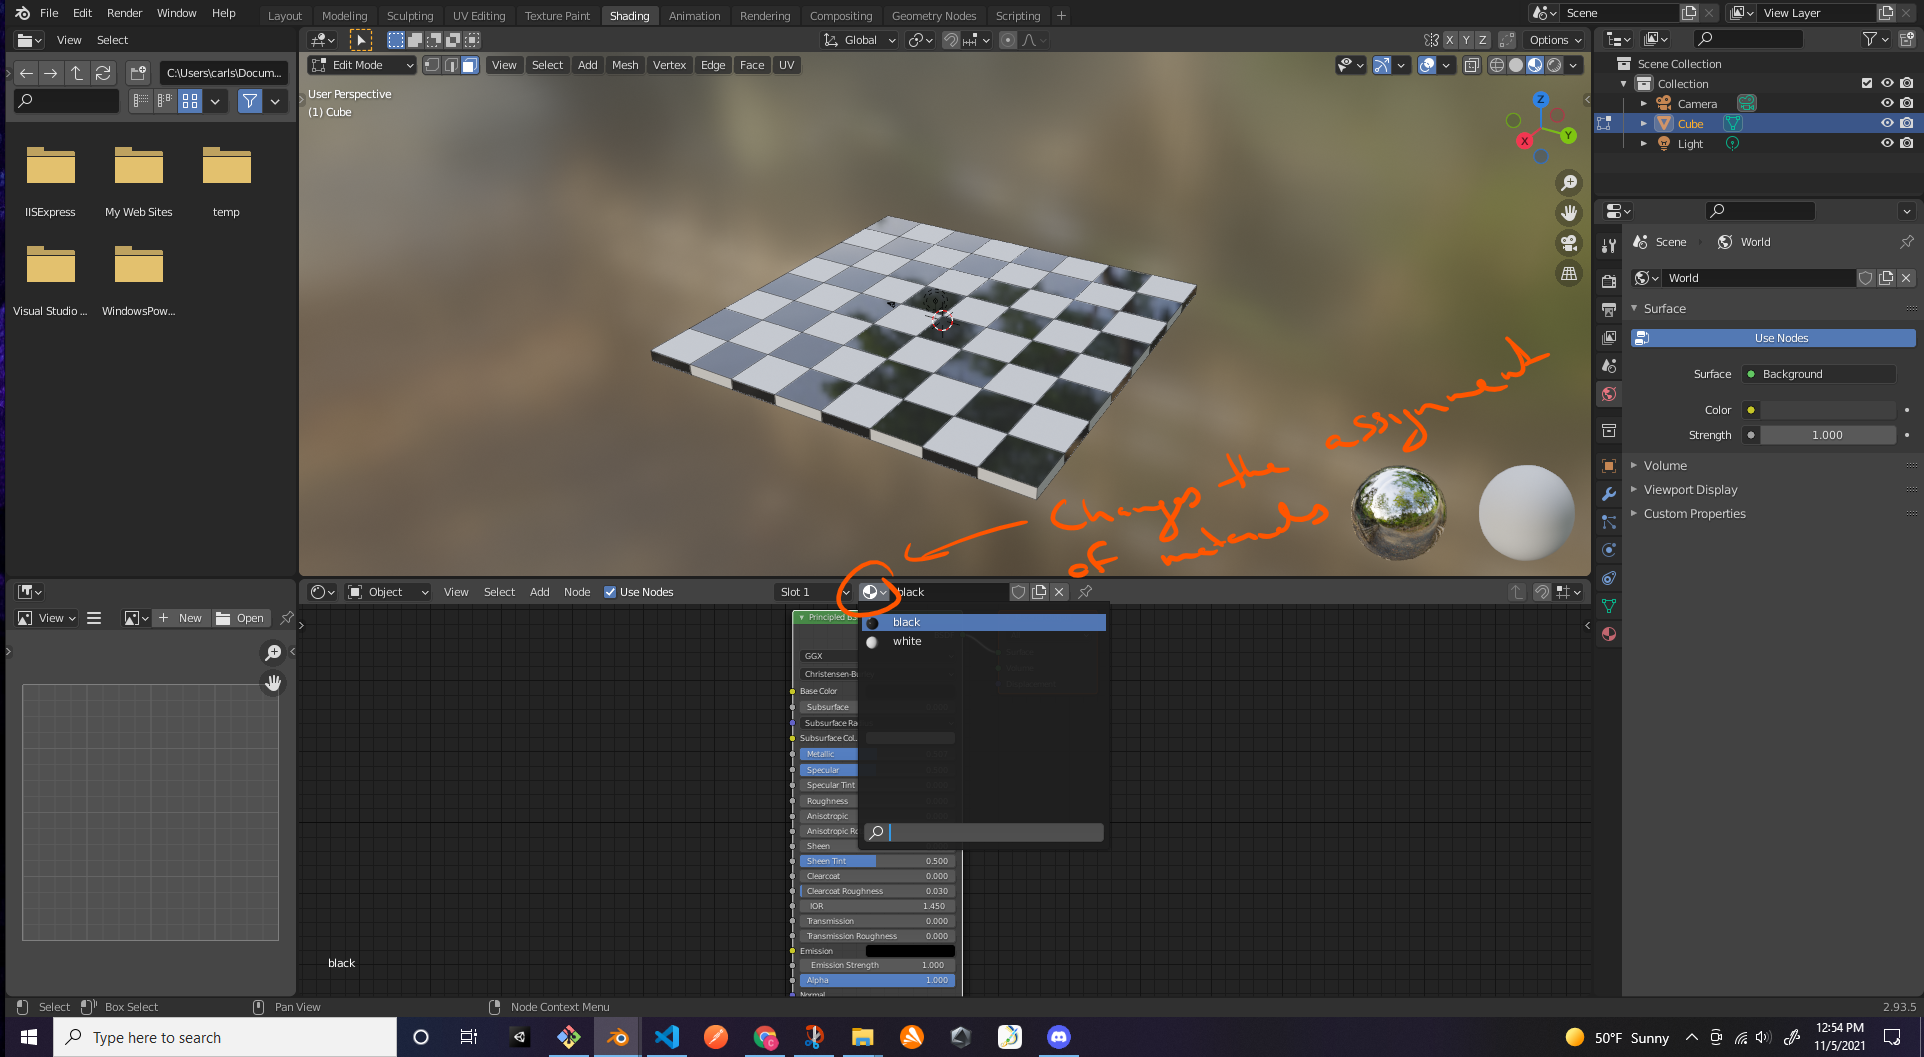 File Edit Render Window Help
Layout Modeling Sculpting UV Editing Texture Paint Shading Animation Rendering Compositing Geometry Nodes Scripting +
Scene
View Layer
View Select
Global
X Y Z
Options
C:\Users\carls\Docum...
Edit Mode
View Select Add Mesh Vertex Edge Face UV
User Perspective
(1) Cube
Z
Y
X
IISExpress
My Web Sites
temp
Visual Studio ...
WindowsPow...
Scene Collection
Collection
Camera
Cube
Light
Scene
World
World
Surface
Use Nodes
Surface
Background
Color
Strength
1.000
Volume
Viewport Display
Custom Properties
Change the assignment
of materials
View
+ New
Open
Object
View Select Add Node
Use Nodes
Slot 1
black
black
white
GGX
Base Color
Subsurface
Subsurface Col..
Metallic
Specular
Specular Tint
Roughness
Anisotropic
Sheen
Sheen Tint 0.500
Clearcoat 0.000
Clearcoat Roughness 0.030
IOR 1.450
Transmission 0.000
Transmission Roughness 0.000
Emission
Emission Strength 1.000
Alpha 1.000
Normal
black
Select
Box Select
Pan View
Node Context Menu
2.93.5
Type here to search
50°F Sunny
12:54 PM
11/5/2021